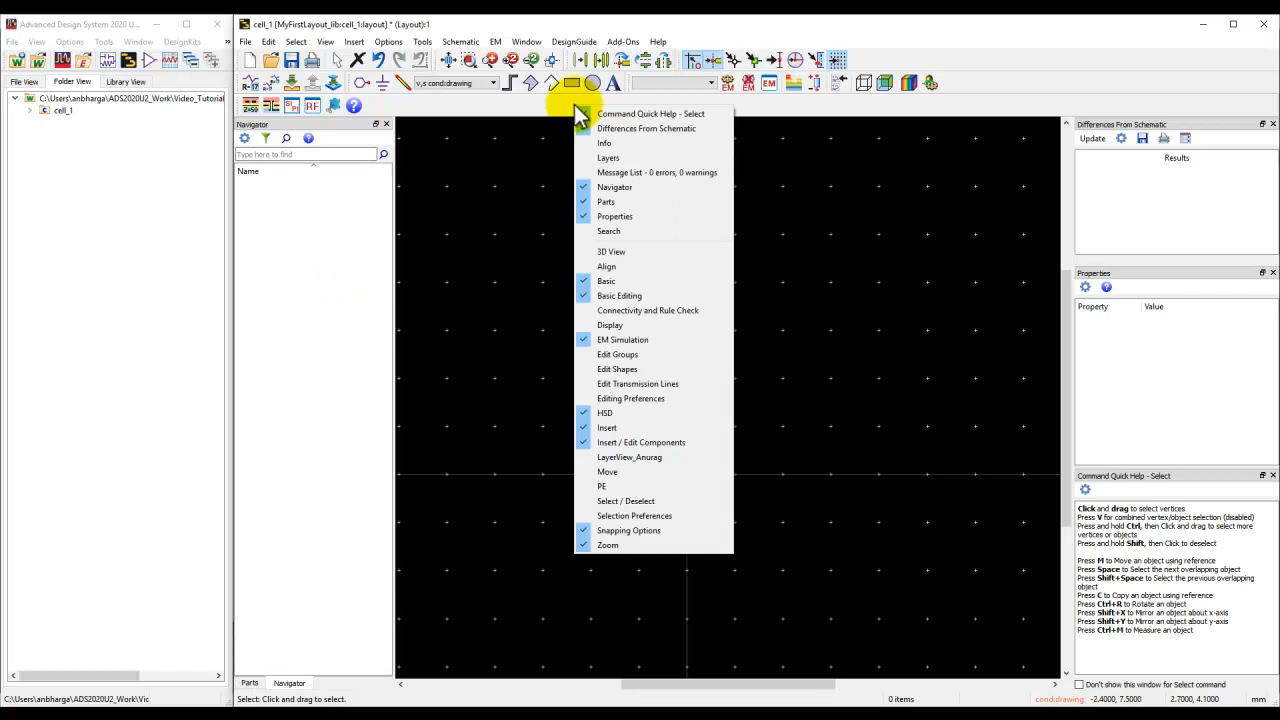 Advanced Design System 2020 U...
File View Options Tools Window DesignKits
File View Folder View Library View
C:\Users\anbharga\ADS2020U2_Work\Video_Tutorial
cell_1
C:\Users\anbharga\ADS2020U2_Work\Vic
cell_1 [MyFirstLayout_lib:cell_1:layout] * (Layout):1
File Edit Select View Insert Options Tools Schematic EM Window DesignGuide Add-Ons Help
v,s cond:drawing
EM EM EM
SI PI RF
Navigator
Type here to find
Name
Parts Navigator
Select: Click and drag to select.
Command Quick Help - Select
Differences From Schematic
Info
Layers
Message List - 0 errors, 0 warnings
Navigator
Parts
Properties
Search
3D View
Align
Basic
Basic Editing
Connectivity and Rule Check
Display
EM Simulation
Edit Groups
Edit Shapes
Edit Transmission Lines
Editing Preferences
HSD
Insert
Insert / Edit Components
LayerView_Anurag
Move
PE
Select / Deselect
Selection Preferences
Snapping Options
Zoom
Differences From Schematic
Update
Results
Properties
Property Value
Command Quick Help - Select
Click and drag to select vertices
Press V for combined vertex/object selection (disabled)
Press and hold Ctrl, then Click and drag to select more
vertices or objects
Press and hold Shift, then Click to deselect
Press M to Move an object using reference
Press Space to Select the next overlapping object
Press Shift+Space to Select the previous overlapping
object
Press C to Copy an object using reference
Press Ctrl+R to Rotate an object
Press Shift+X to Mirror an object about x-axis
Press Shift+Y to Mirror an object about y-axis
Press Ctrl+M to Measure an object
Don't show this window for Select command
0 items cond:drawing -2.4000, 7.5000 2.7000, 4.1000 mm